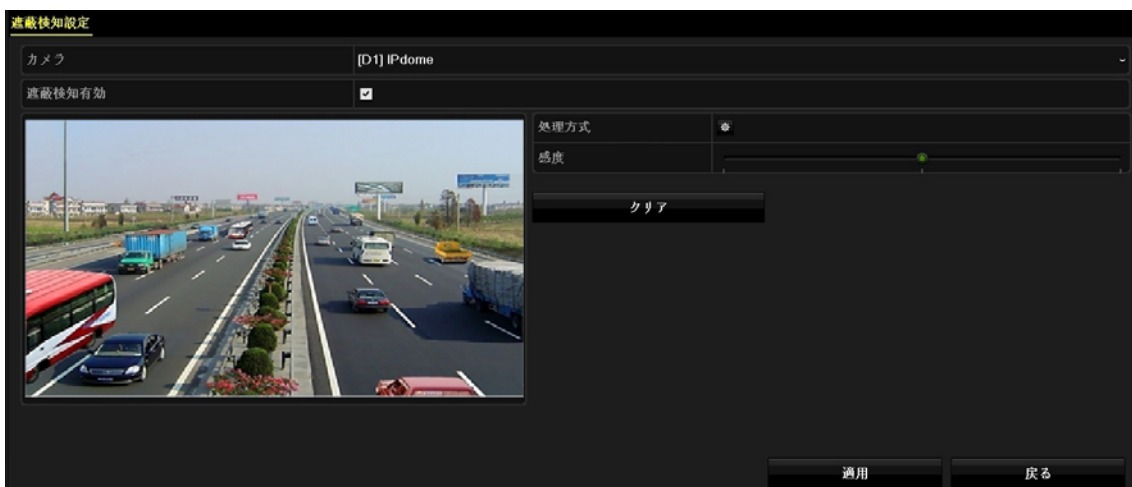 遮蔽検知設定
カメラ [D1] IPdome
遮蔽検知有効
処理方式
感度
クリア
適用 戻る